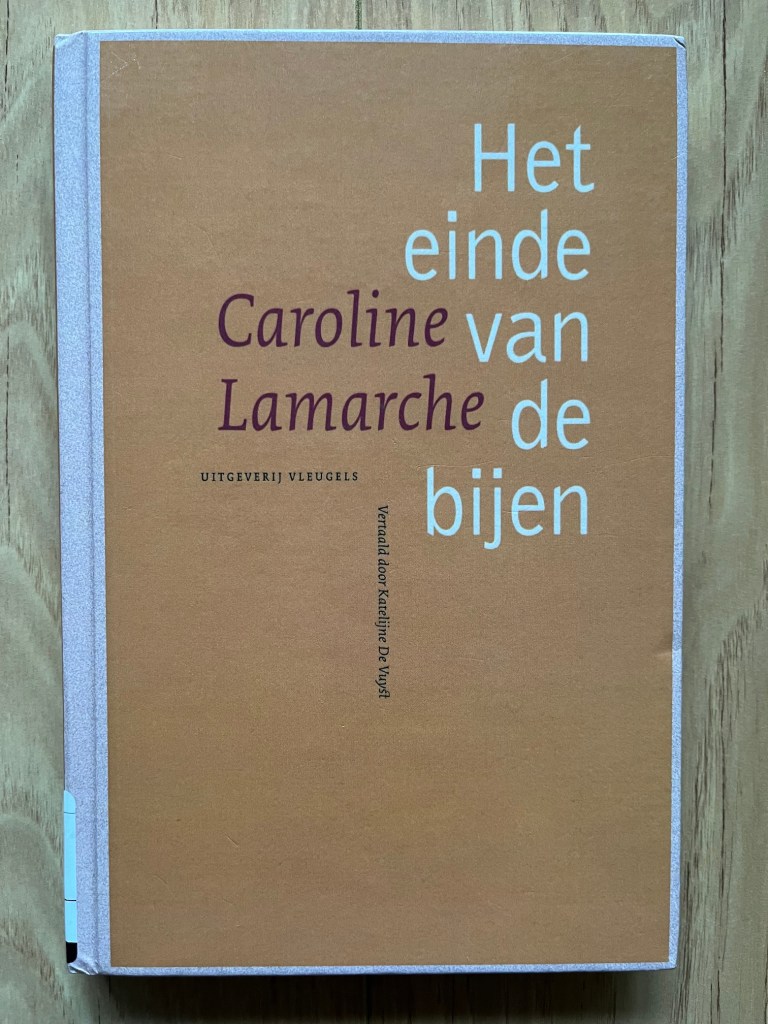 Het
einde
van
de
bijen
Caroline
Lamarche
UITGEVERIJ VLEUGELS
Vertaald door Katelijne De Vuyst